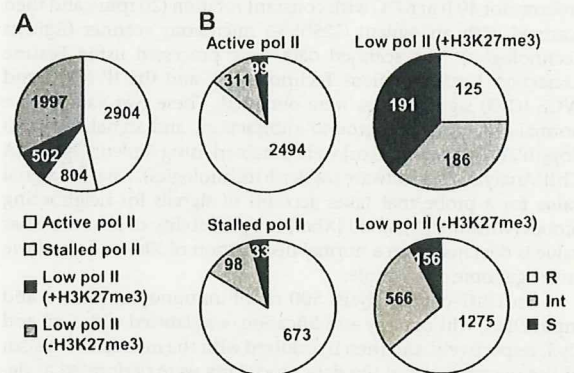 A
B
1997
2904
502
804
Active pol II
Stalled pol II
Low pol II
(+H3K27me3)
Low pol II
(-H3K27me3)
Active pol II
311
99
2494
Low pol II (+H3K27me3)
191
125
186
Stalled pol II
98
33
673
Low pol II (-H3K27me3)
156
566
1275
R
Int
S